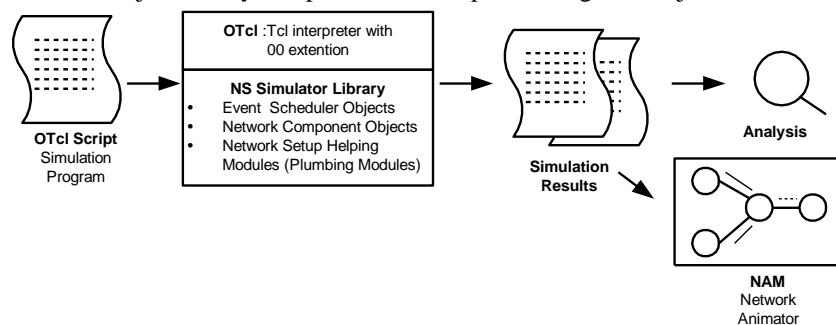 OTcl :Tcl interpreter with
00 extention
NS Simulator Library
• Event Scheduler Objects
• Network Component Objects
• Network Setup Helping
Modules (Plumbing Modules)
OTcl Script
Simulation
Program
Simulation
Results
Analysis
NAM
Network
Animator